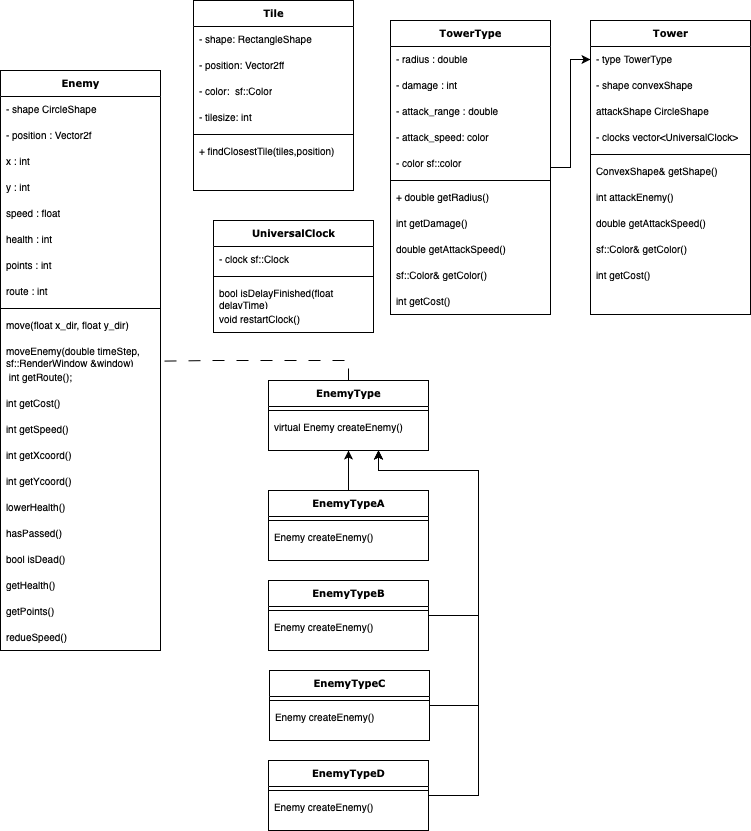 Tile
- shape: RectangleShape
- position: Vector2ff
- color:  sf::Color
- tilesize: int
+ findClosestTile(tiles,position)
TowerType
- radius : double
- damage : int
- attack_range : double
- attack_speed: color
- color sf::color
+ double getRadius()
int getDamage()
double getAttackSpeed()
sf::Color& getColor()
int getCost()
Tower
- type TowerType
- shape convexShape
attackShape CircleShape
- clocks vector<UniversalClock>
ConvexShape& getShape()
int attackEnemy()
double getAttackSpeed()
sf::Color& getColor()
int getCost()
Enemy
- shape CircleShape
- position : Vector2f
x : int
y : int
speed : float
health : int
points : int
route : int
move(float x_dir, float y_dir)
moveEnemy(double timeStep,
sf::RenderWindow &window)
int getRoute();
int getCost()
int getSpeed()
int getXcoord()
int getYcoord()
lowerHealth()
hasPassed()
bool isDead()
getHealth()
getPoints()
redueSpeed()
UniversalClock
- clock sf::Clock
bool isDelayFinished(float
delayTime)
void restartClock()
EnemyType
virtual Enemy createEnemy()
EnemyTypeA
Enemy createEnemy()
EnemyTypeB
Enemy createEnemy()
EnemyTypeC
Enemy createEnemy()
EnemyTypeD
Enemy createEnemy()